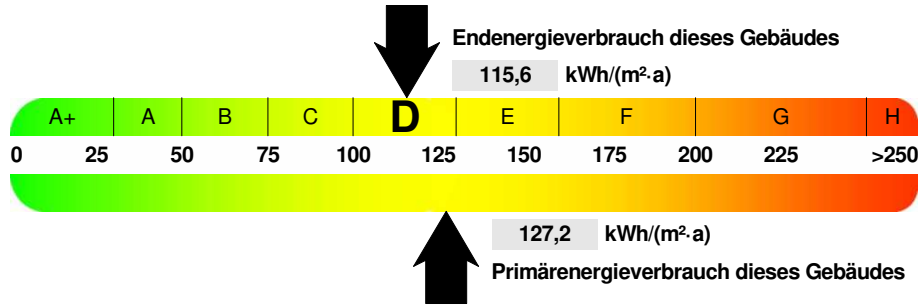 Endenergieverbrauch dieses Gebäudes
115,6 kWh/(m²·a)
A+ A B C D E F G H
0 25 50 75 100 125 150 175 200 225 >250
127,2 kWh/(m²·a)
Primärenergieverbrauch dieses Gebäudes